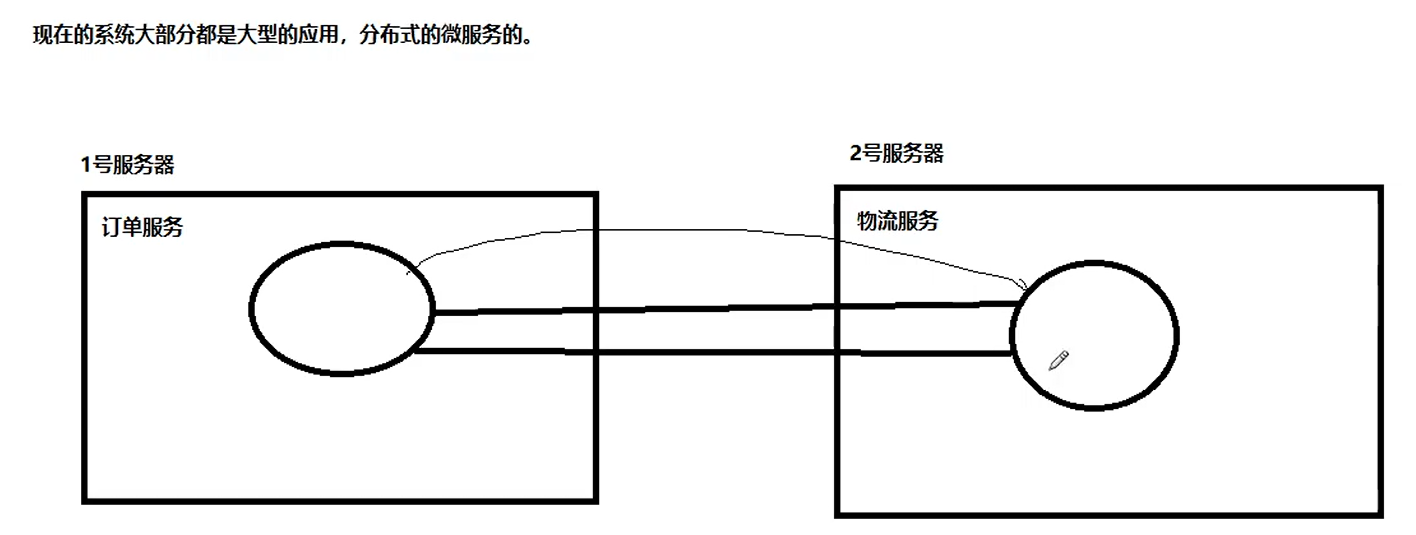 现在的系统大部分都是大型的应用，分布式的微服务的。
1号服务器
2号服务器
订单服务
物流服务